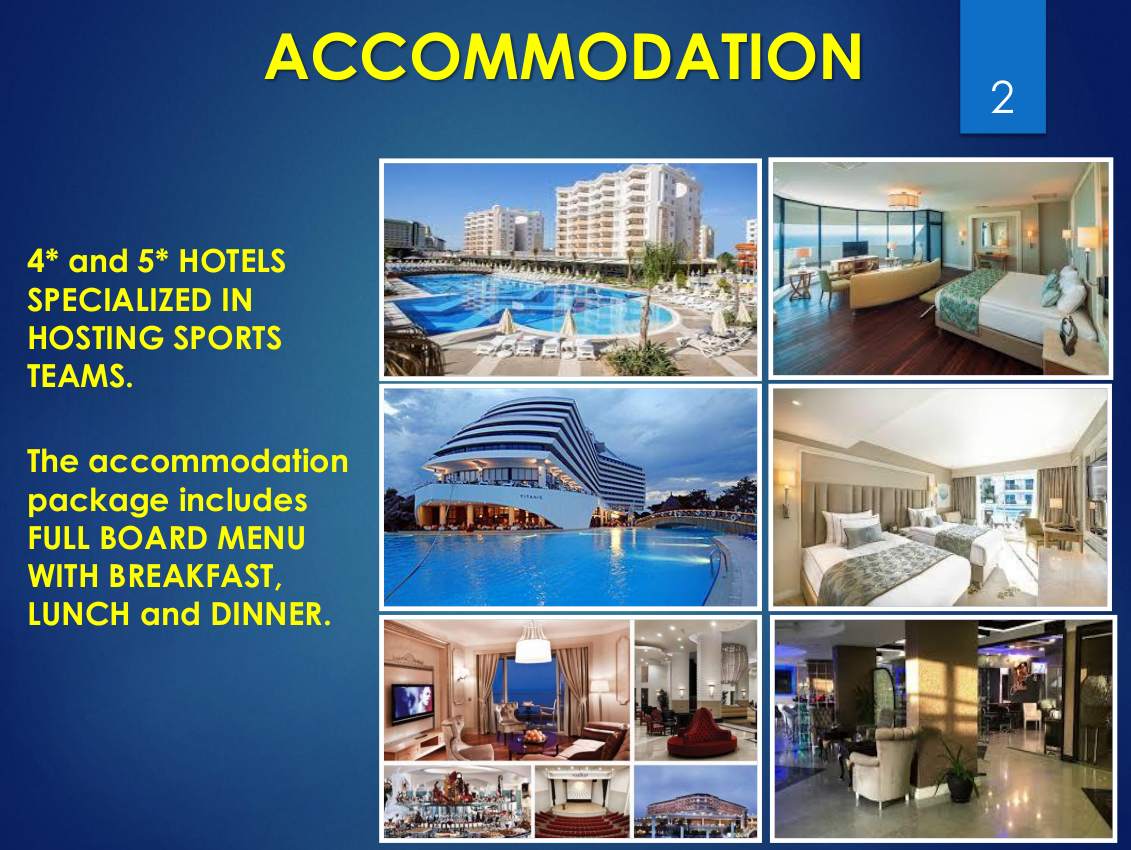 ACCOMMODATION
2
4* and 5* HOTELS
SPECIALIZED IN
HOSTING SPORTS
TEAMS.
The accommodation
package includes
FULL BOARD MENU
WITH BREAKFAST,
LUNCH and DINNER.
TITANIC